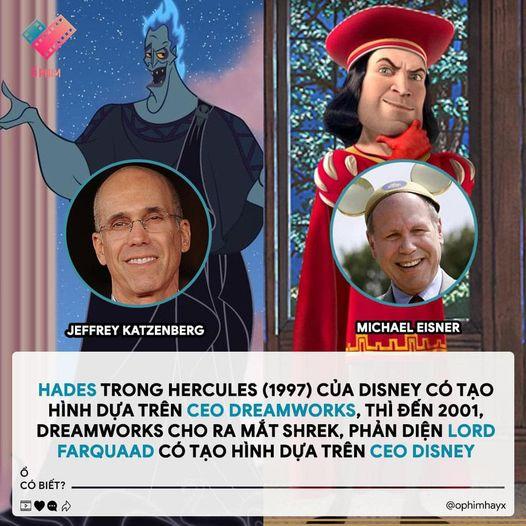 ÔPHIM
JEFFREY KATZENBERG
MICHAEL EISNER
HADES TRONG HERCULES (1997) CỦA DISNEY CÓ TẠO
HÌNH DỰA TRÊN CEO DREAMWORKS, THÌ ĐẾN 2001,
DREAMWORKS CHO RA MẮT SHREK, PHẢN DIỆN LORD
FARQUAAD CÓ TẠO HÌNH DỰA TRÊN CEO DISNEY
Ổ
CÓ BIẾT?
@ophimhayx